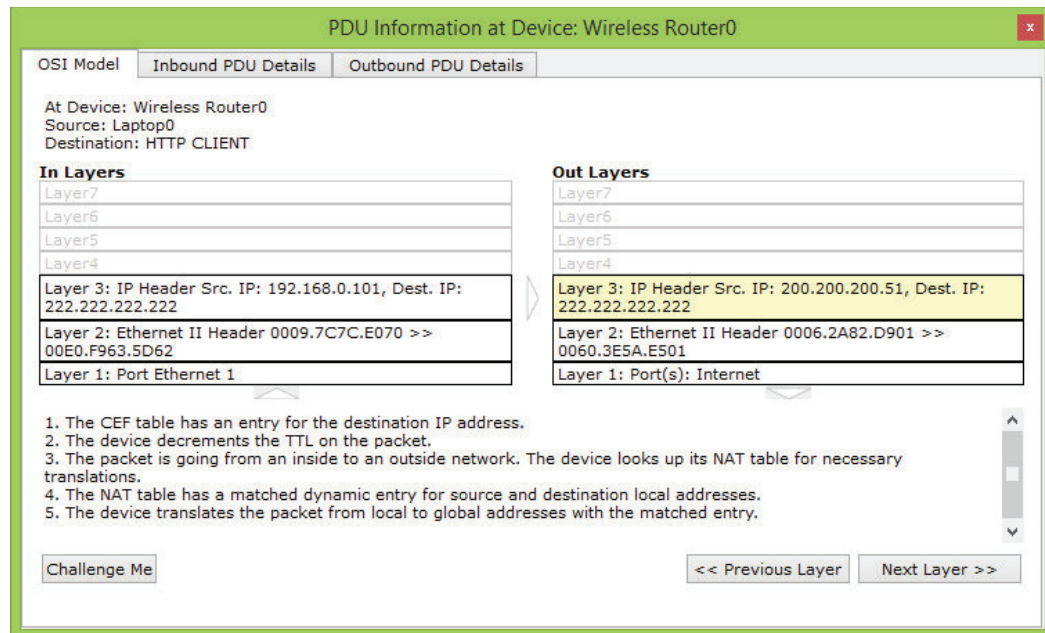 PDU Information at Device: Wireless Router0
x
OSI Model
Inbound PDU Details
Outbound PDU Details
At Device: Wireless Router0
Source: Laptop0
Destination: HTTP CLIENT
In Layers
Layer7
Layer6
Layer5
Layer4
Layer 3: IP Header Src. IP: 192.168.0.101, Dest. IP:
222.222.222.222
Layer 2: Ethernet II Header 0009.7C7C.E070 >>
00E0.F963.5D62
Layer 1: Port Ethernet 1
Out Layers
Layer7
Layer6
Layer5
Layer4
Layer 3: IP Header Src. IP: 200.200.200.51, Dest. IP:
222.222.222.222
Layer 2: Ethernet II Header 0006.2A82.D901 >>
0060.3E5A.E501
Layer 1: Port(s): Internet
1. The CEF table has an entry for the destination IP address.
2. The device decrements the TTL on the packet.
3. The packet is going from an inside to an outside network. The device looks up its NAT table for necessary
translations.
4. The NAT table has a matched dynamic entry for source and destination local addresses.
5. The device translates the packet from local to global addresses with the matched entry.
Challenge Me
<< Previous Layer
Next Layer >>